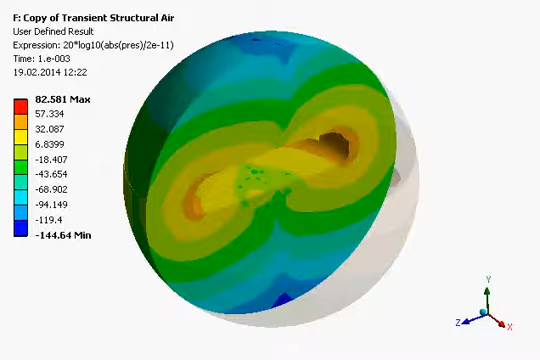 F: Copy of Transient Structural Air
User Defined Result
Expression: 20*log10(abs(pres)/2e-11)
Time: 1.e-003
19.02.2014 12:22
82.581 Max
57.334
32.087
6.8399
-18.407
-43.654
-68.902
-94.149
-119.4
-144.64 Min
Y
Z
X